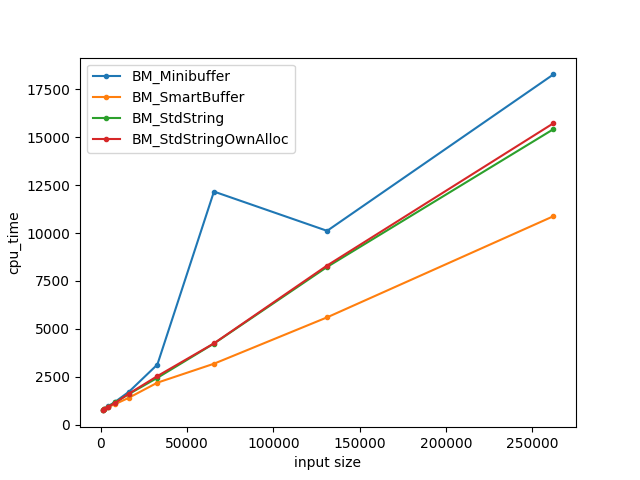 BM_Minibuffer
BM_SmartBuffer
BM_StdString
BM_StdStringOwnAlloc
17500
15000
12500
10000
7500
5000
2500
0
cpu_time
0 50000 100000 150000 200000 250000
input size